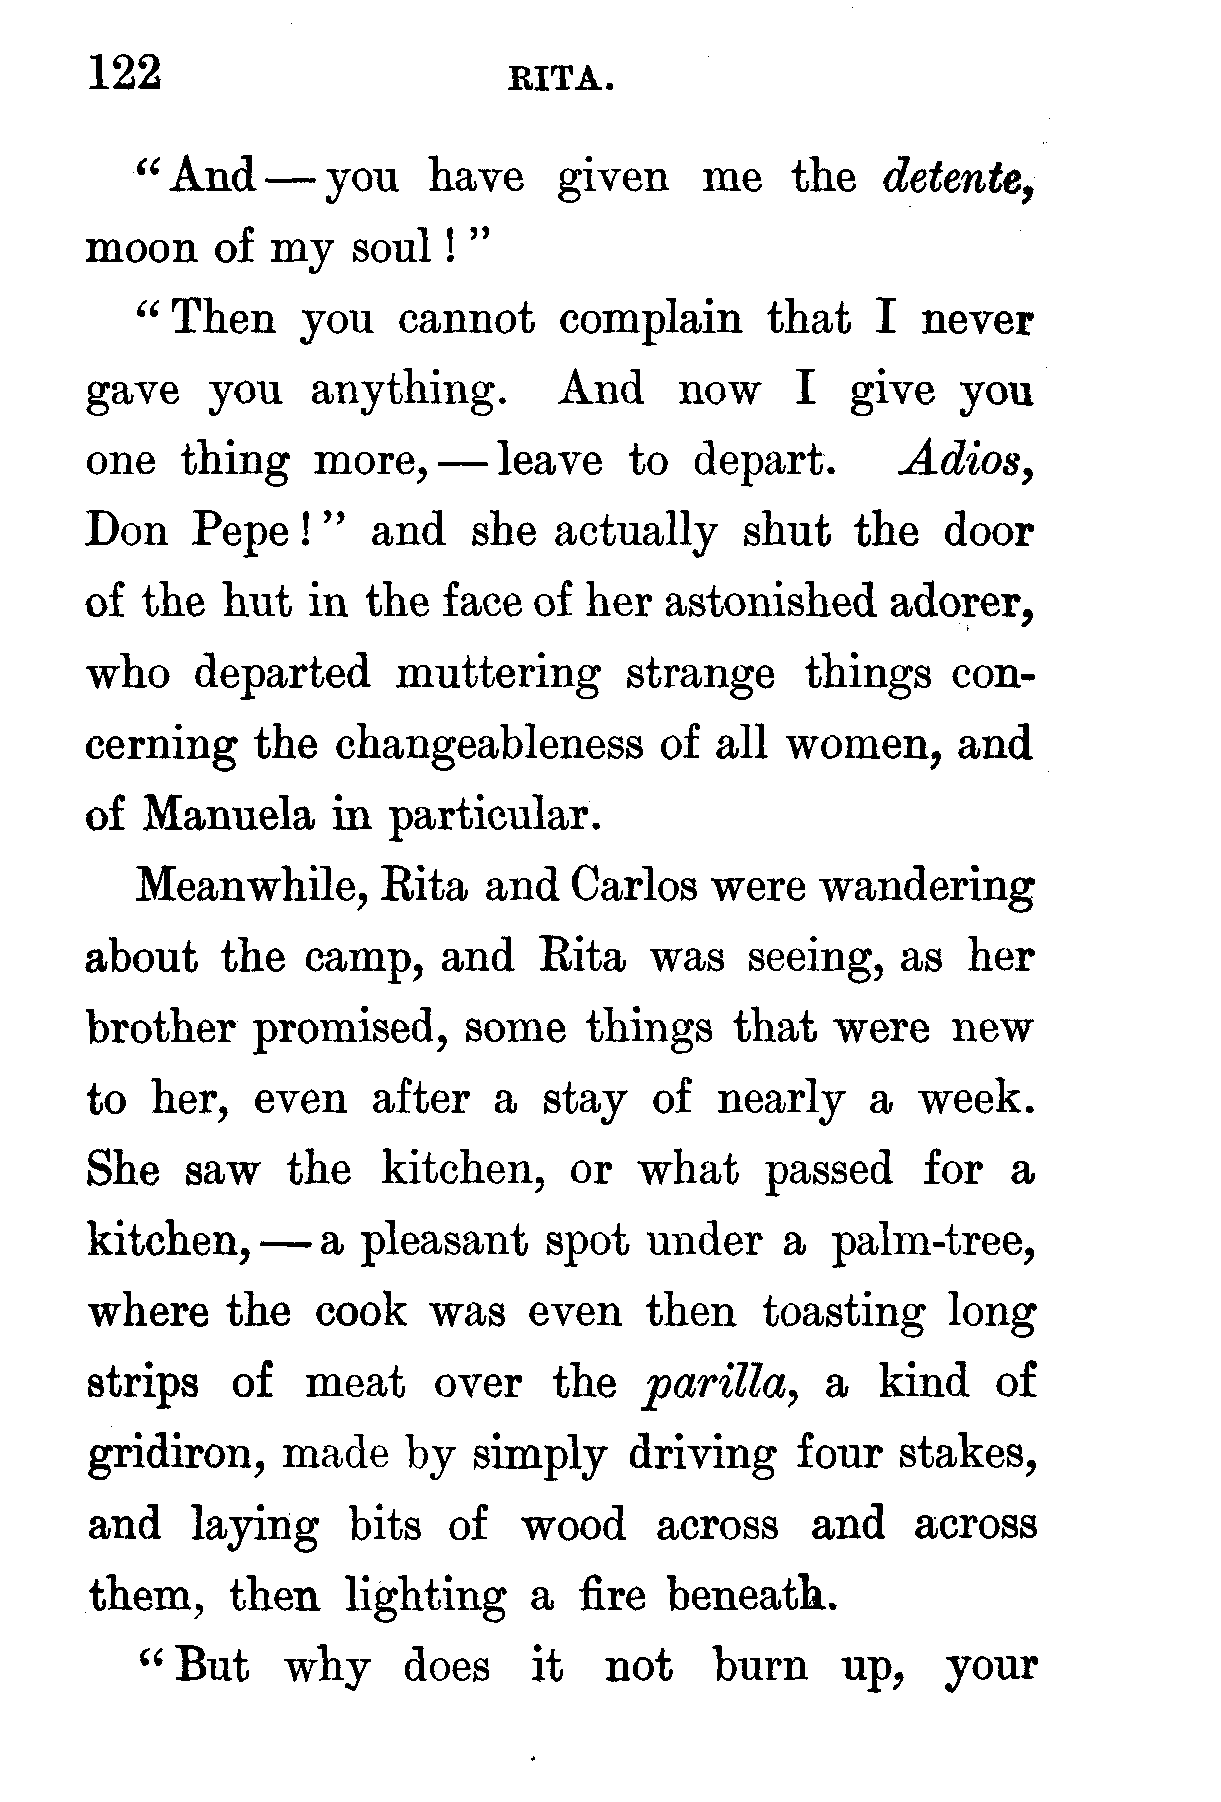 122 RITA.
“And — you have given me the detente,
moon of my soul!”
“Then you cannot complain that I never
gave you anything. And now I give you
one thing more, — leave to depart. Adios,
Don Pepe!” and she actually shut the door
of the hut in the face of her astonished adorer,
who departed muttering strange things con-
cerning the changeableness of all women, and
of Manuela in particular.
Meanwhile, Rita and Carlos were wandering
about the camp, and Rita was seeing, as her
brother promised, some things that were new
to her, even after a stay of nearly a week.
She saw the kitchen, or what passed for a
kitchen, — a pleasant spot under a palm-tree,
where the cook was even then toasting long
strips of meat over the parilla, a kind of
gridiron, made by simply driving four stakes,
and laying bits of wood across and across
them, then lighting a fire beneath.
“But why does it not burn up, your